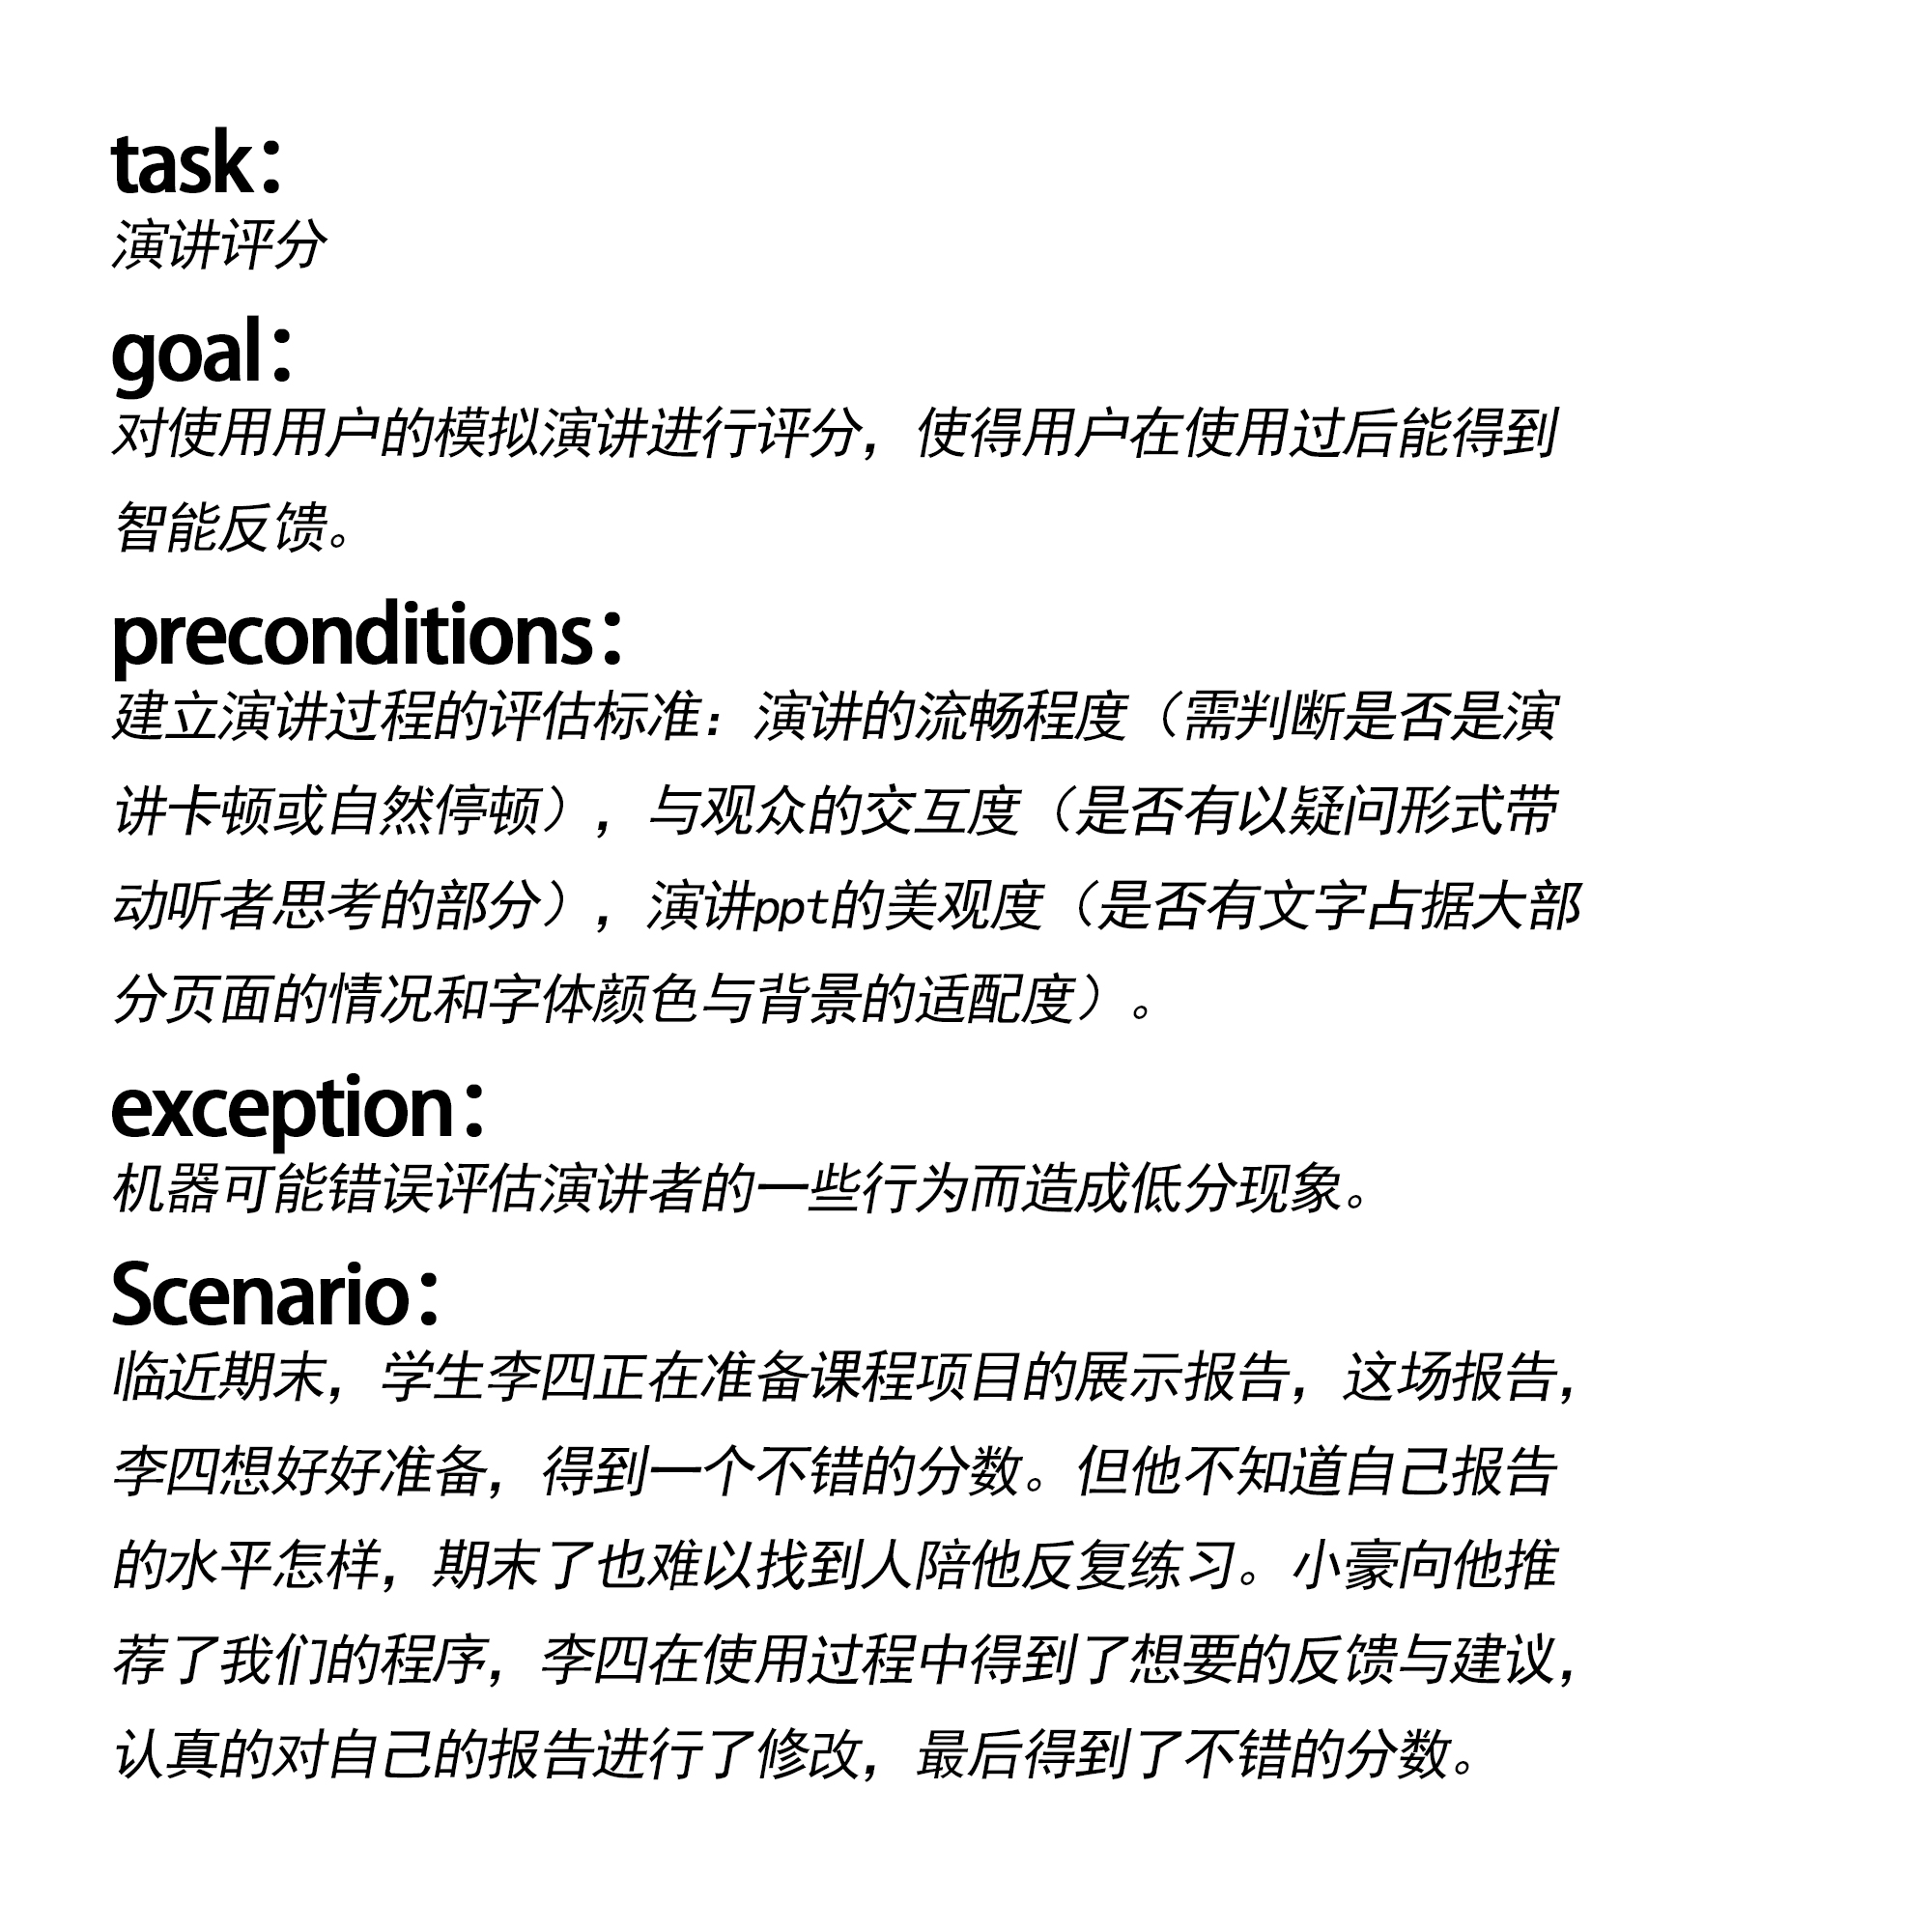 task：
演讲评分
goal：
对使用用户的模拟演讲进行评分，使得用户在使用过后能得到
智能反馈。
preconditions：
建立演讲过程的评估标准：演讲的流畅程度（需判断是否是演
讲卡顿或自然停顿），与观众的交互度（是否有以疑问形式带
动听者思考的部分），演讲ppt的美观度（是否有文字占据大部
分页面的情况和字体颜色与背景的适配度）。
exception：
机器可能错误评估演讲者的一些行为而造成低分现象。
Scenario：
临近期末，学生李四正在准备课程项目的展示报告，这场报告，
李四想好好准备，得到一个不错的分数。但他不知道自己报告
的水平怎样，期末了也难以找到人陪他反复练习。小豪向他推
荐了我们的程序，李四在使用过程中得到了想要的反馈与建议，
认真的对自己的报告进行了修改，最后得到了不错的分数。